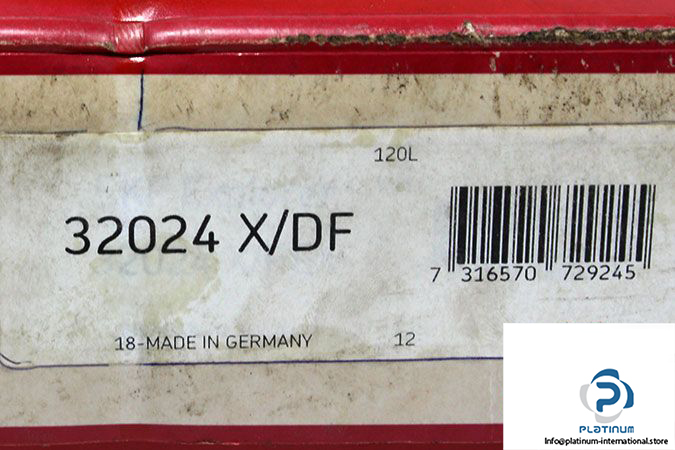 120L
32024 X/DF
7 316570 729245
18-MADE IN GERMANY
12
PLATINUM
Info@platinum-international.store